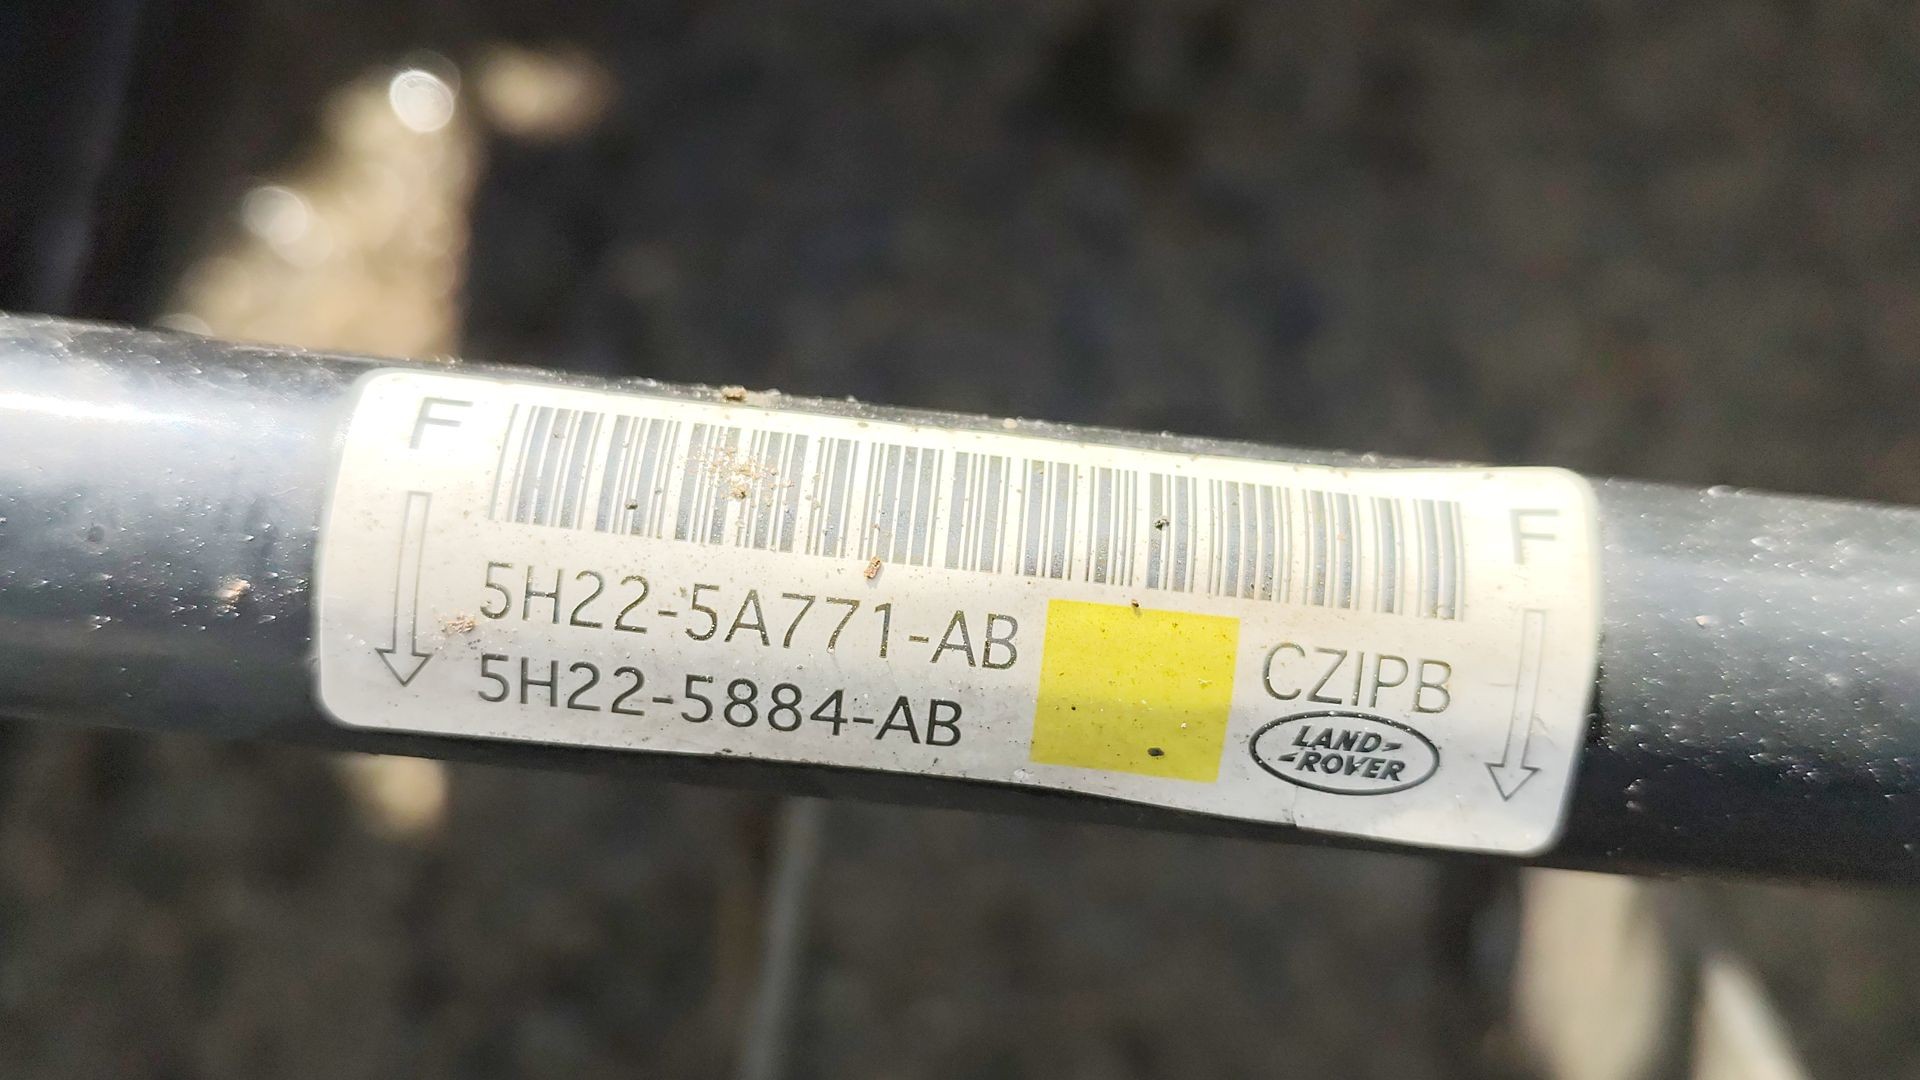 F
5H22-5A771-AB
5H22-5884-AB
CZIPB
LAND-
-ROVER
F